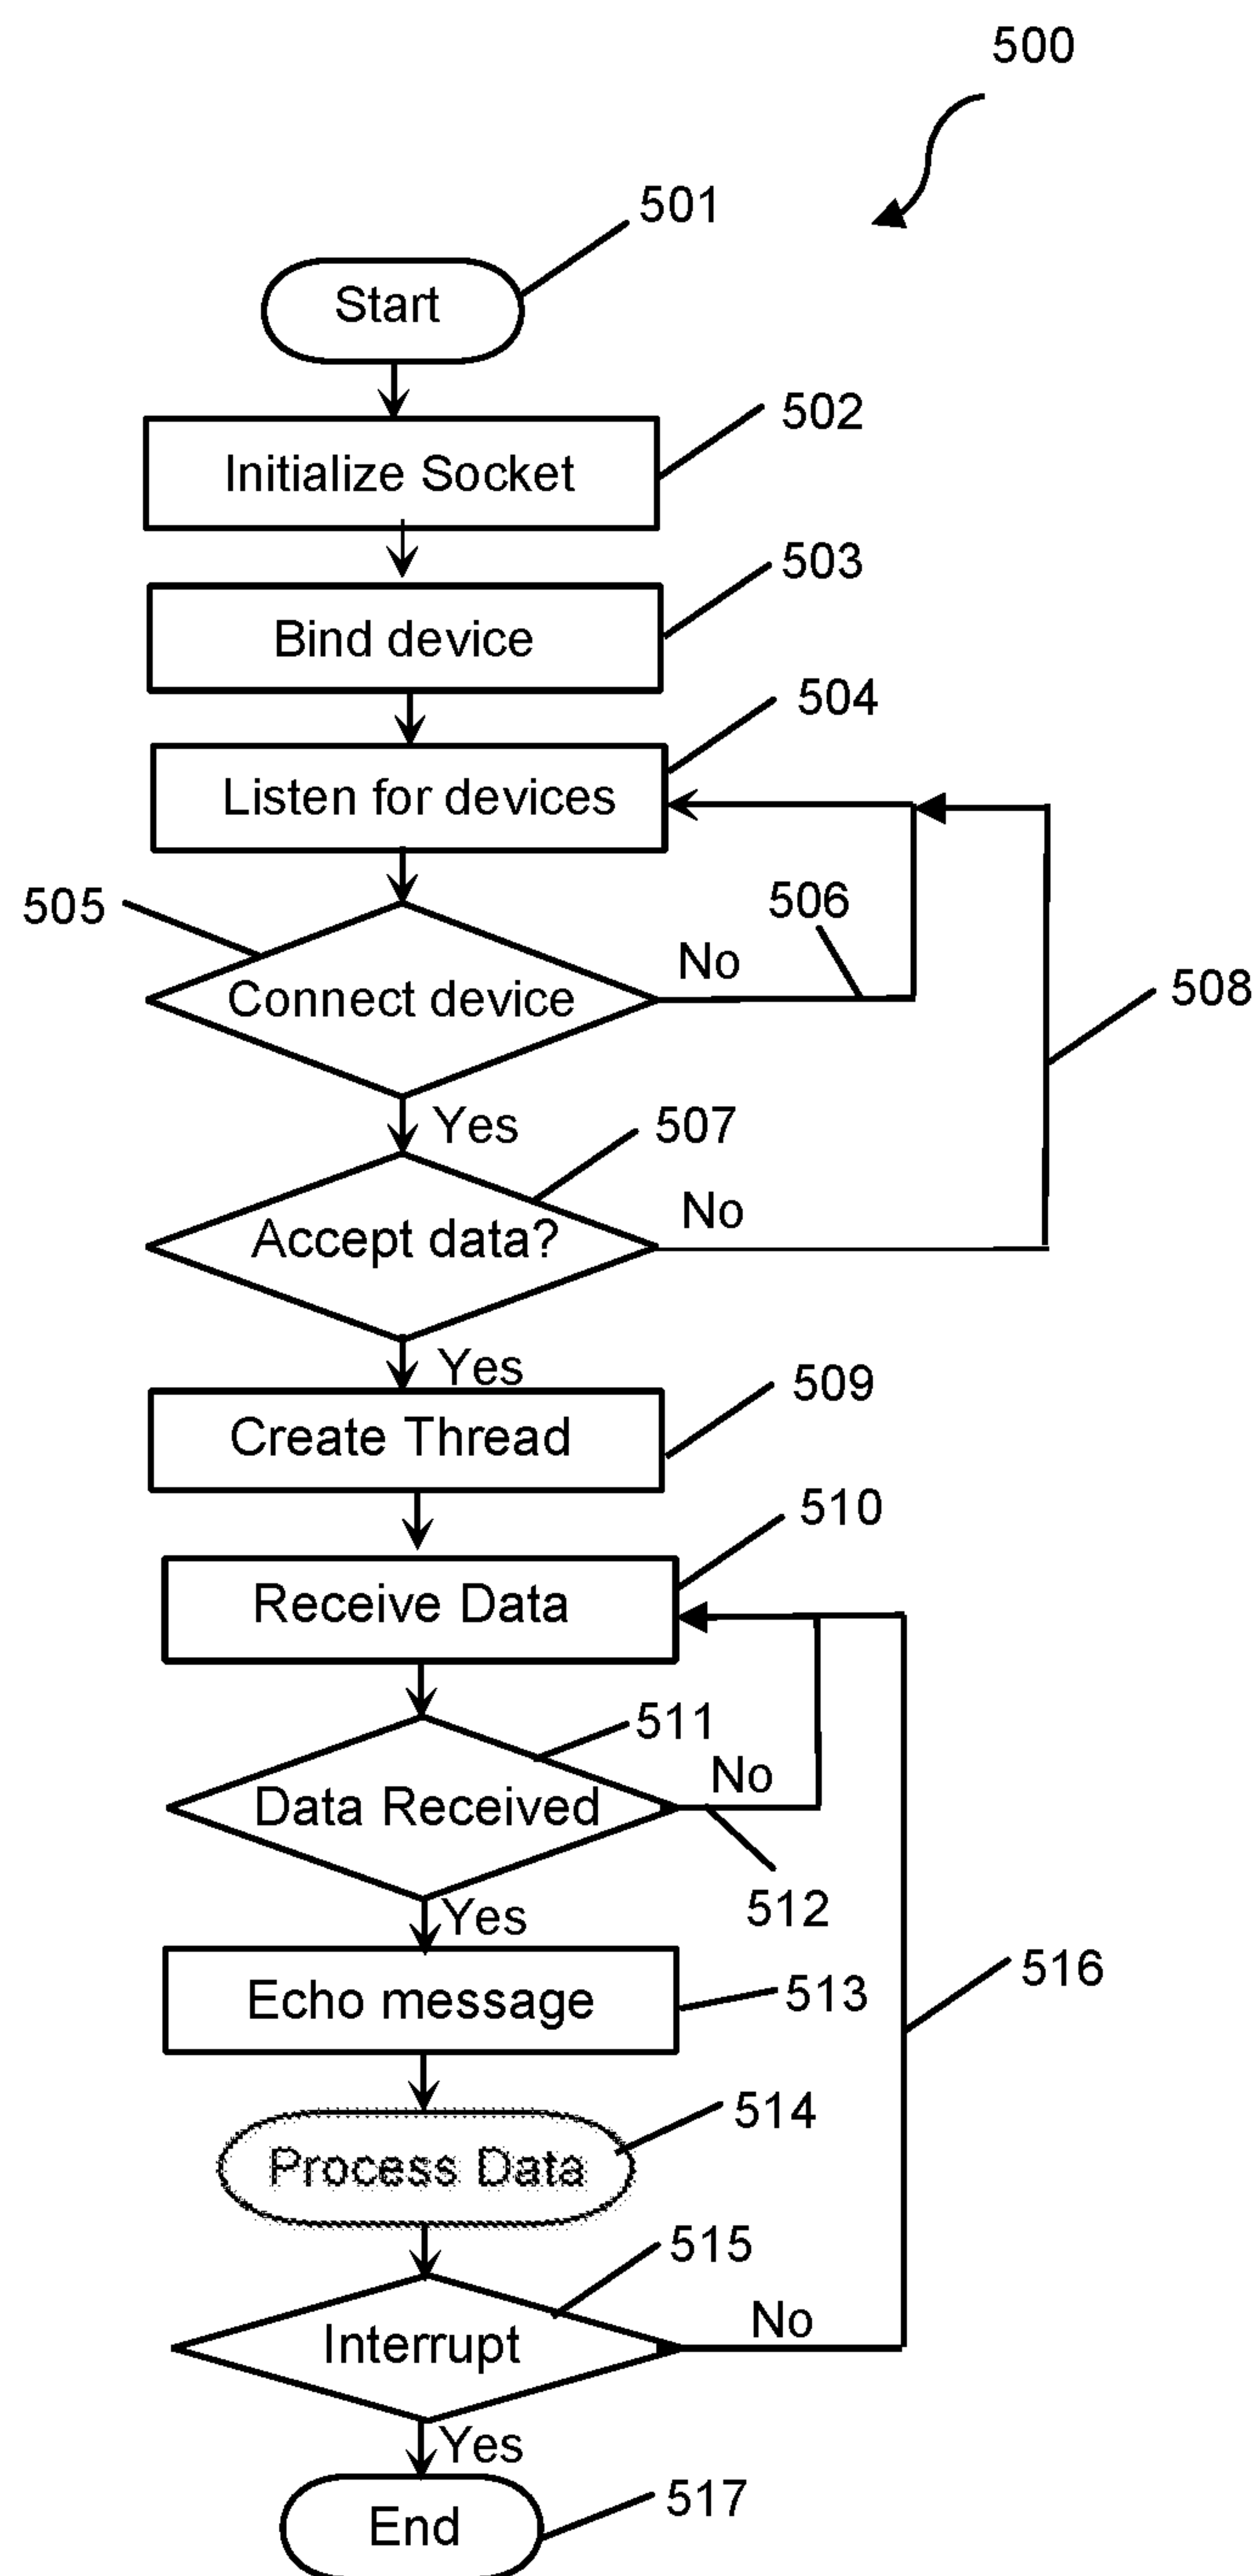 500
501
Start
502
Initialize Socket
503
Bind device
504
Listen for devices
505
506
No
Connect device
508
Yes
507
No
Accept data?
Yes
509
Create Thread
510
Receive Data
511
No
Data Received
512
Yes
516
513
Echo message
514
Process Data
515
No
Interrupt
Yes
517
End